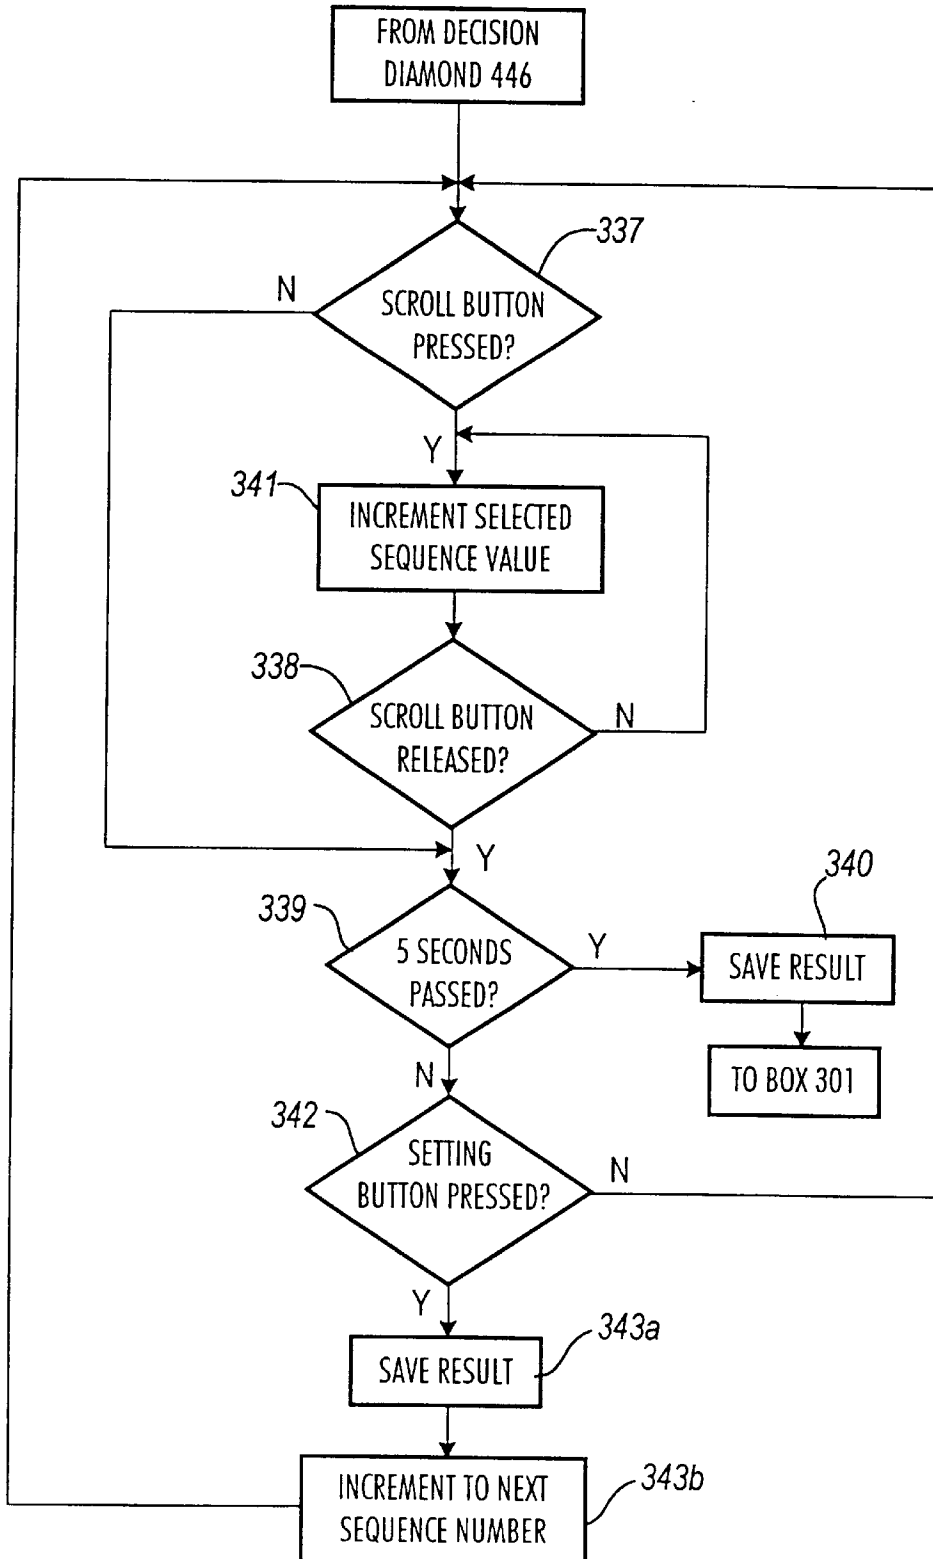 FROM DECISION
DIAMOND 446
337
N
SCROLL BUTTON
PRESSED?
Y
341
INCREMENT SELECTED
SEQUENCE VALUE
338
SCROLL BUTTON
RELEASED?
N
Y
340
339
5 SECONDS
PASSED?
Y
SAVE RESULT
N
TO BOX 301
342
SETTING
BUTTON PRESSED?
N
Y
343a
SAVE RESULT
343b
INCREMENT TO NEXT
SEQUENCE NUMBER